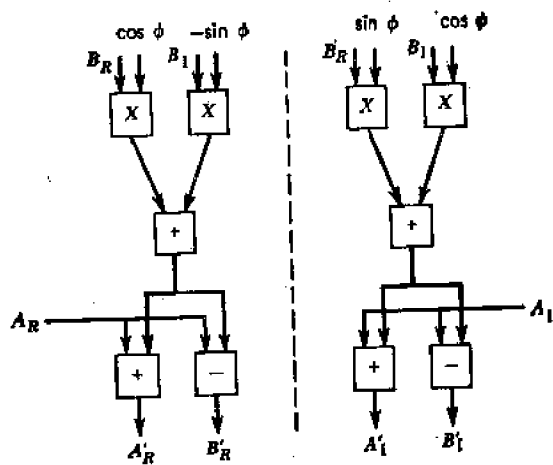 cos ϕ −sin ϕ
B_R B_I
X X
+
A_R
+ −
A'_R B'_R
sin ϕ cos ϕ
B_R B_I
X X
+
A_I
+ −
A'_I B'_I